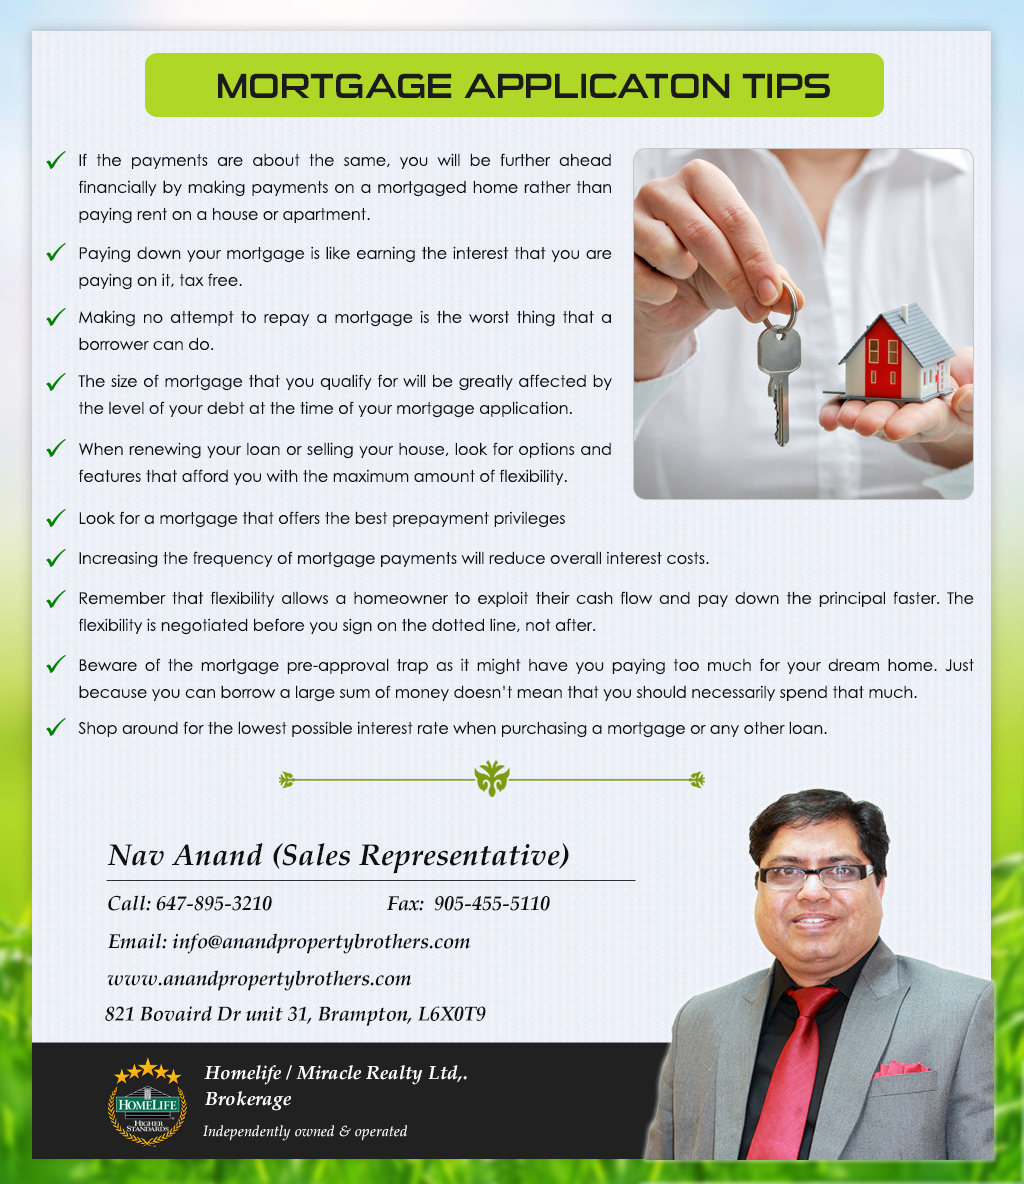 MORTGAGE APPLICATON TIPS
If the payments are about the same, you will be further ahead
financially by making payments on a mortgaged home rather than
paying rent on a house or apartment.
Paying down your mortgage is like earning the interest that you are
paying on it, tax free.
Making no attempt to repay a mortgage is the worst thing that a
borrower can do.
The size of mortgage that you qualify for will be greatly affected by
the level of your debt at the time of your mortgage application.
When renewing your loan or selling your house, look for options and
features that afford you with the maximum amount of flexibility.
Look for a mortgage that offers the best prepayment privileges
Increasing the frequency of mortgage payments will reduce overall interest costs.
Remember that flexibility allows a homeowner to exploit their cash flow and pay down the principal faster. The
flexibility is negotiated before you sign on the dotted line, not after.
Beware of the mortgage pre-approval trap as it might have you paying too much for your dream home. Just
because you can borrow a large sum of money doesn't mean that you should necessarily spend that much.
Shop around for the lowest possible interest rate when purchasing a mortgage or any other loan.
Nav Anand (Sales Representative)
Call: 647-895-3210 Fax: 905-455-5110
Email: info@anandpropertybrothers.com
www.anandpropertybrothers.com
821 Bovaird Dr unit 31, Brampton, L6X0T9
Homelife / Miracle Realty Ltd,.
Brokerage
Independently owned & operated
HOMELIFE
HIGHER
STANDARDS